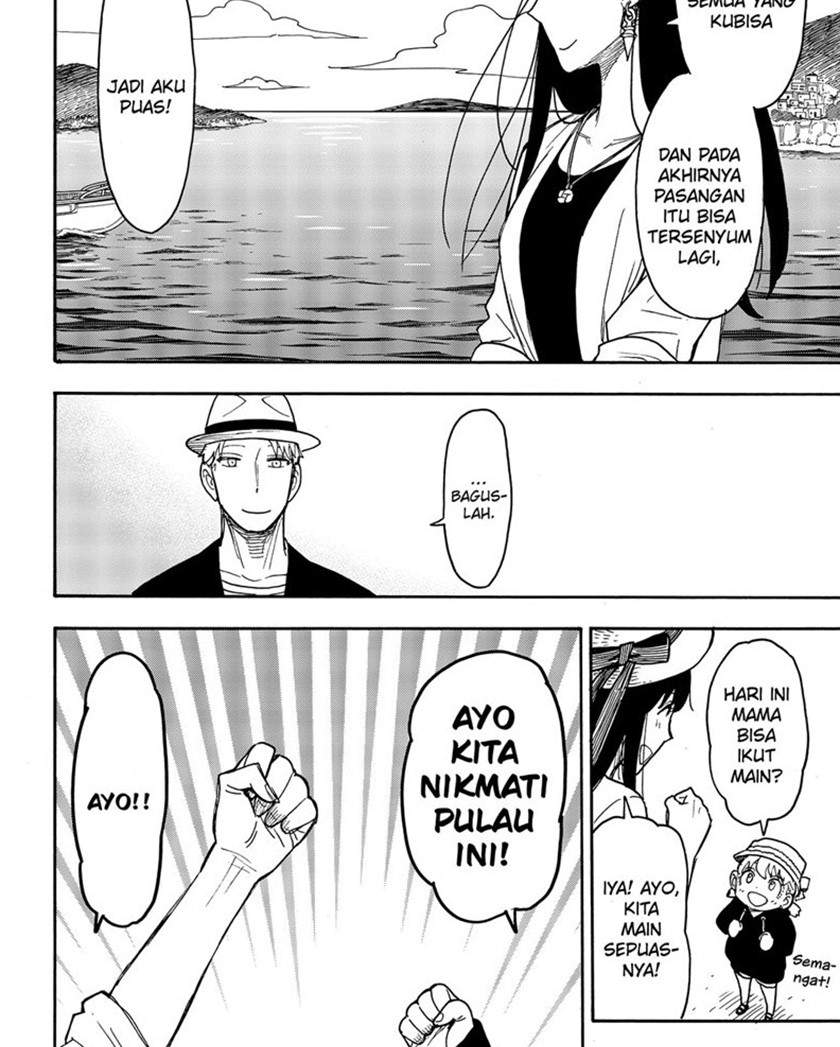 SEMUA YANG
KUBISA
DAN PADA
AKHIRNYA
PASANGAN
ITU BISA
TERSENYUM
LAGI,
JADI AKU
PUAS!
...
BAGUS-
LAH.
HARI INI
MAMA
BISA
IKUT
MAIN?
IYA! AYO,
KITA
MAIN
SEPUAS-
NYA!
Sema-
ngat!
AYO
KITA
NIKMATI
PULAU
INI!
AYO!!